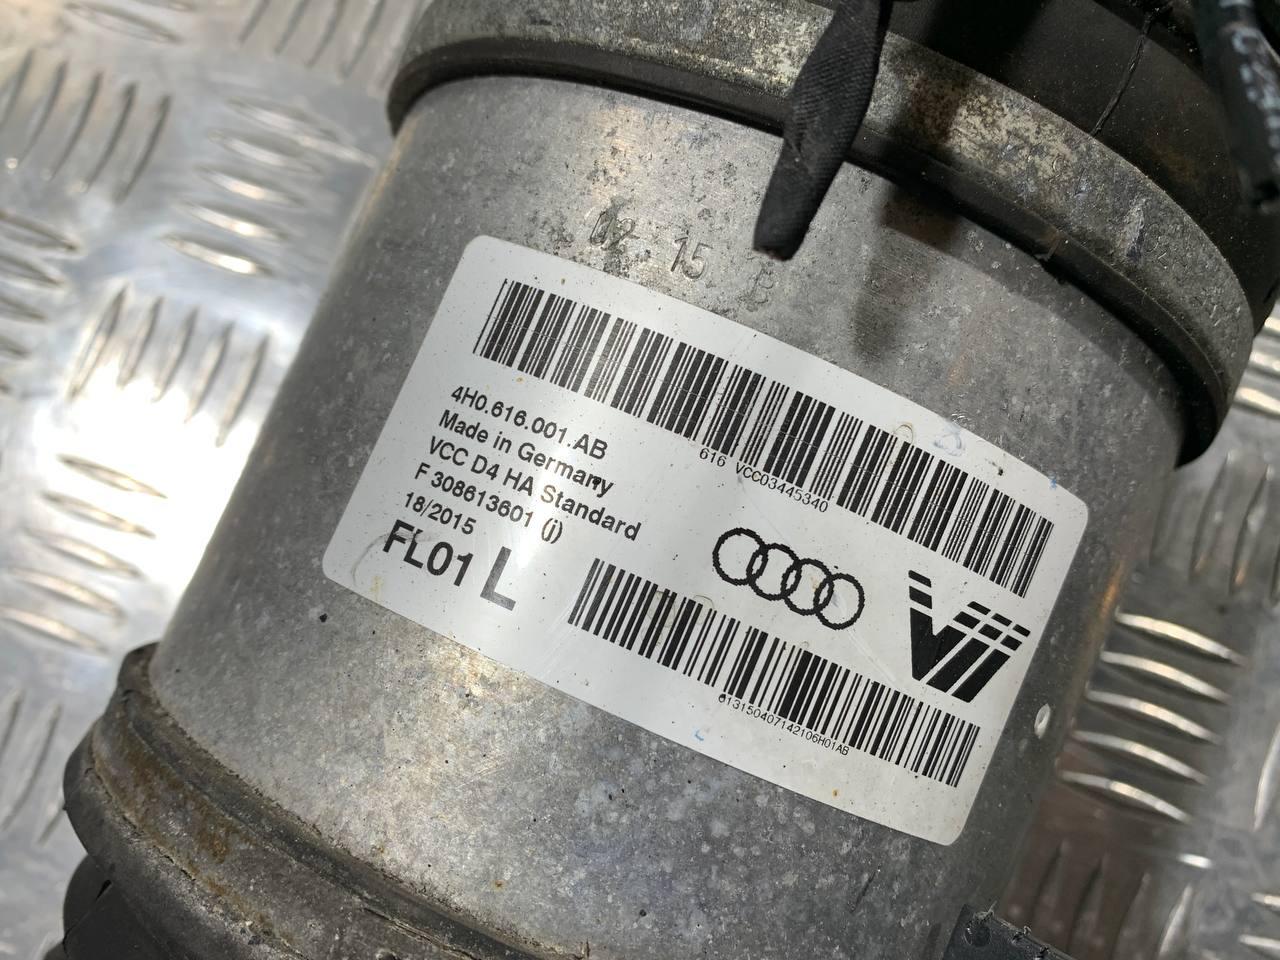 02 15 B
616 VCC03445340
4H0.616.001.AB
Made in Germany
VCC D4 HA Standard
F 308613601 (j)
18/2015
FL01 L
013150407142106H01AB